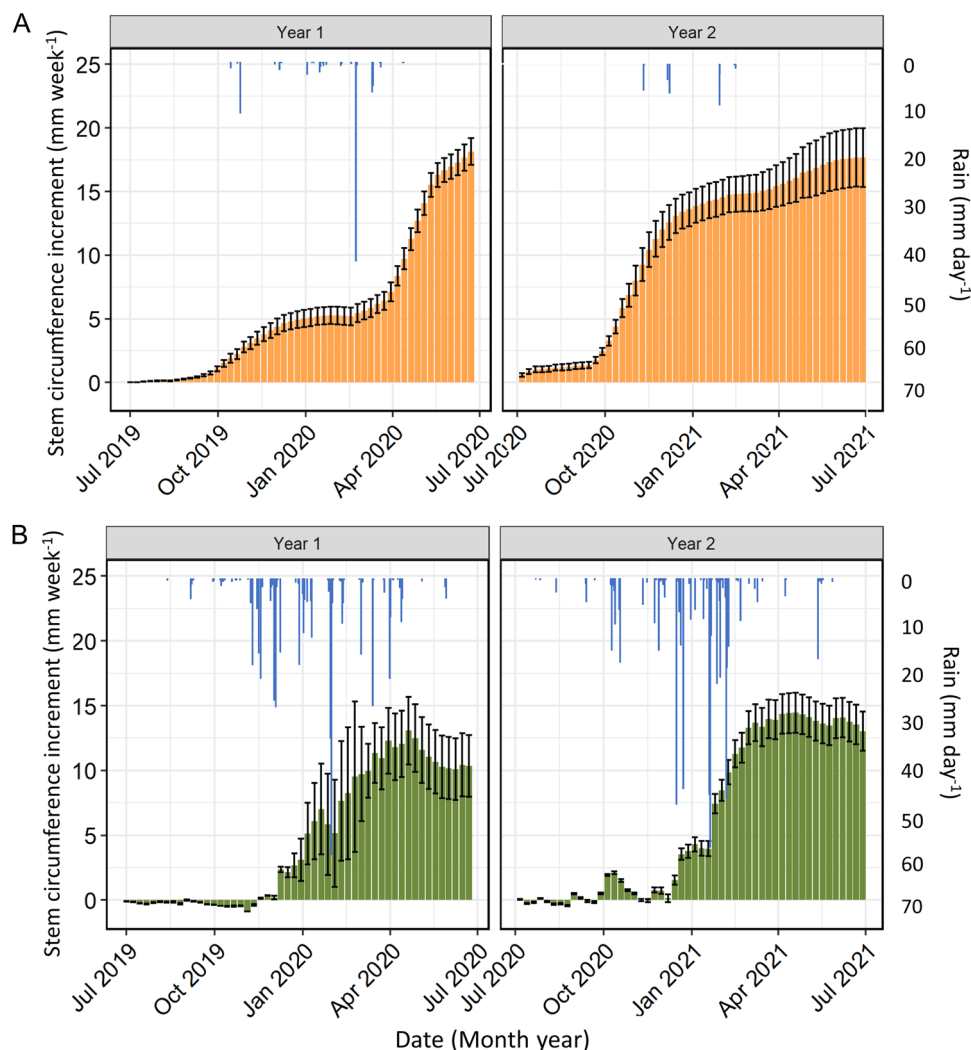 A
Year 1
Year 2
Stem circumference increment (mm week-1)
25
20
15
10
5
0
0
10
20
30
40
50
60
70
Rain (mm day-1)
Jul 2019
Oct 2019
Jan 2020
Apr 2020
Jul 2020
Jul 2020
Oct 2020
Jan 2021
Apr 2021
Jul 2021
B
Year 1
Year 2
Stem circumference increment (mm week-1)
25
20
15
10
5
0
0
10
20
30
40
50
60
70
Rain (mm day-1)
Jul 2019
Oct 2019
Jan 2020
Apr 2020
Jul 2020
Jul 2020
Oct 2020
Jan 2021
Apr 2021
Jul 2021
Date (Month year)